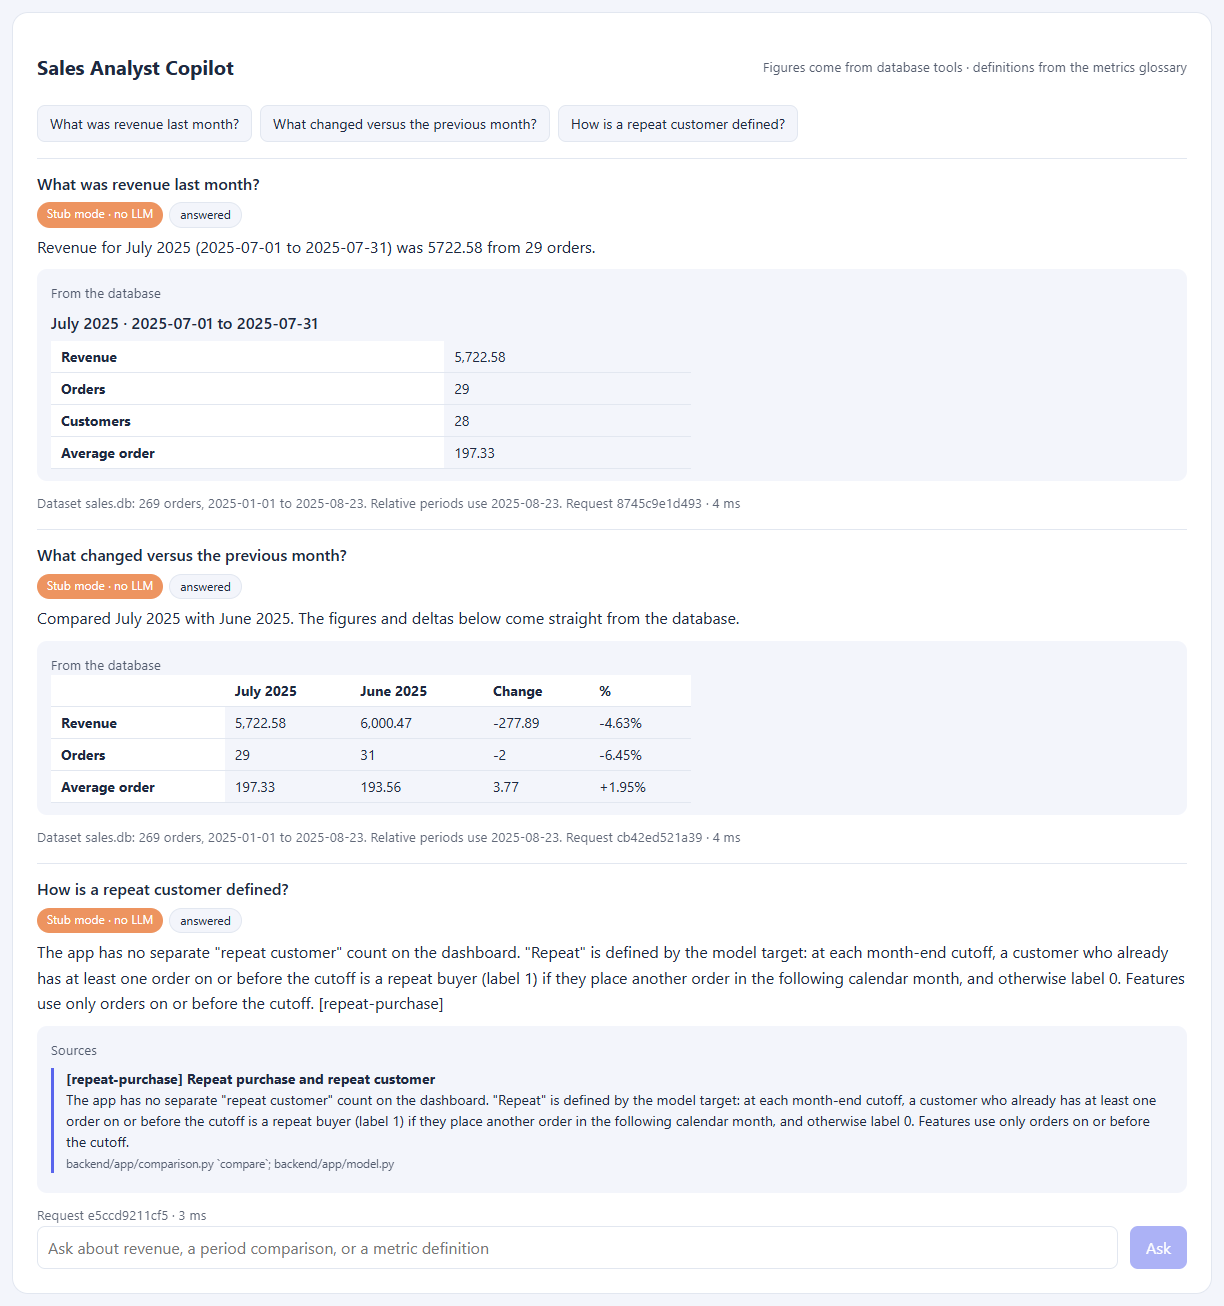 Sales Analyst Copilot
Figures come from database tools · definitions from the metrics glossary
What was revenue last month? What changed versus the previous month? How is a repeat customer defined?
What was revenue last month?
Stub mode · no LLM answered
Revenue for July 2025 (2025-07-01 to 2025-07-31) was 5722.58 from 29 orders.
From the database
July 2025 · 2025-07-01 to 2025-07-31
Revenue 5,722.58
Orders 29
Customers 28
Average order 197.33
Dataset sales.db: 269 orders, 2025-01-01 to 2025-08-23. Relative periods use 2025-08-23. Request 8745c9e1d493 · 4 ms
What changed versus the previous month?
Stub mode · no LLM answered
Compared July 2025 with June 2025. The figures and deltas below come straight from the database.
From the database
July 2025 June 2025 Change %
Revenue 5,722.58 6,000.47 -277.89 -4.63%
Orders 29 31 -2 -6.45%
Average order 197.33 193.56 3.77 +1.95%
Dataset sales.db: 269 orders, 2025-01-01 to 2025-08-23. Relative periods use 2025-08-23. Request cb42ed521a39 · 4 ms
How is a repeat customer defined?
Stub mode · no LLM answered
The app has no separate "repeat customer" count on the dashboard. "Repeat" is defined by the model target: at each month-end cutoff, a customer who already
has at least one order on or before the cutoff is a repeat buyer (label 1) if they place another order in the following calendar month, and otherwise label 0. Features
use only orders on or before the cutoff. [repeat-purchase]
Sources
[repeat-purchase] Repeat purchase and repeat customer
The app has no separate "repeat customer" count on the dashboard. "Repeat" is defined by the model target: at each month-end cutoff, a customer who already has at least one
order on or before the cutoff is a repeat buyer (label 1) if they place another order in the following calendar month, and otherwise label 0. Features use only orders on or before
the cutoff.
backend/app/comparison.py `compare`; backend/app/model.py
Request e5ccd9211cf5 · 3 ms
Ask about revenue, a period comparison, or a metric definition
Ask